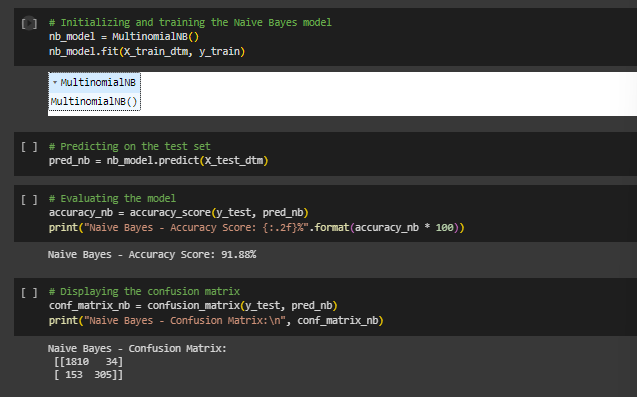 [ ] # Initializing and training the Naive Bayes model
nb_model = MultinomialNB()
nb_model.fit(X_train_dtm, y_train)
▾ MultinomialNB
MultinomialNB()
[ ] # Predicting on the test set
pred_nb = nb_model.predict(X_test_dtm)
[ ] # Evaluating the model
accuracy_nb = accuracy_score(y_test, pred_nb)
print("Naive Bayes - Accuracy Score: {:.2f}%".format(accuracy_nb * 100))
Naive Bayes - Accuracy Score: 91.88%
[ ] # Displaying the confusion matrix
conf_matrix_nb = confusion_matrix(y_test, pred_nb)
print("Naive Bayes - Confusion Matrix:\n", conf_matrix_nb)
Naive Bayes - Confusion Matrix:
[[1810   34]
[ 153  305]]